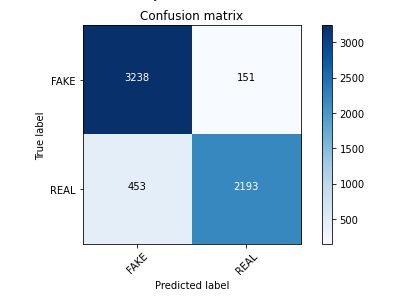 Confusion matrix
FAKE
REAL
True label
3238
151
453
2193
FAKE
REAL
Predicted label
3000
2500
2000
1500
1000
500